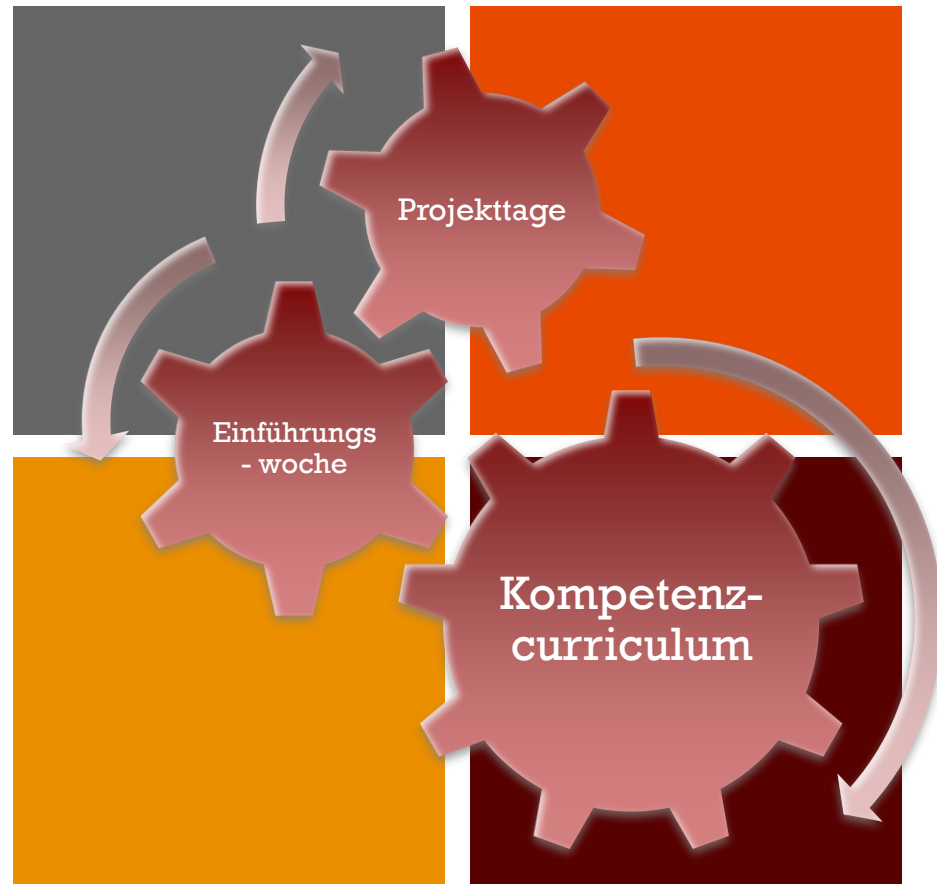 Projekttage
Einführungs
- woche
Kompetenz-
curriculum